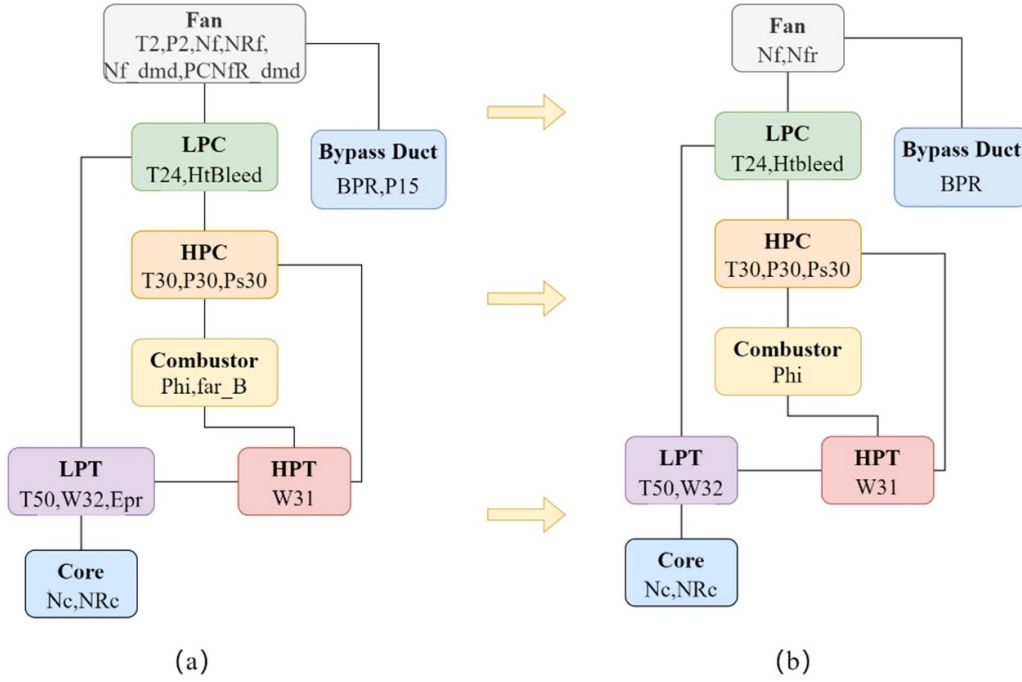 Fan
T2,P2,Nf,NRf,
Nf_dmd,PCNfR_dmd
LPC
T24,HtBleed
Bypass Duct
BPR,P15
HPC
T30,P30,Ps30
Combustor
Phi,far_B
LPT
T50,W32,Epr
HPT
W31
Core
Nc,NRc
(a)
Fan
Nf,Nfr
LPC
T24,Htbleed
Bypass Duct
BPR
HPC
T30,P30,Ps30
Combustor
Phi
LPT
T50,W32
HPT
W31
Core
Nc,NRc
(b)